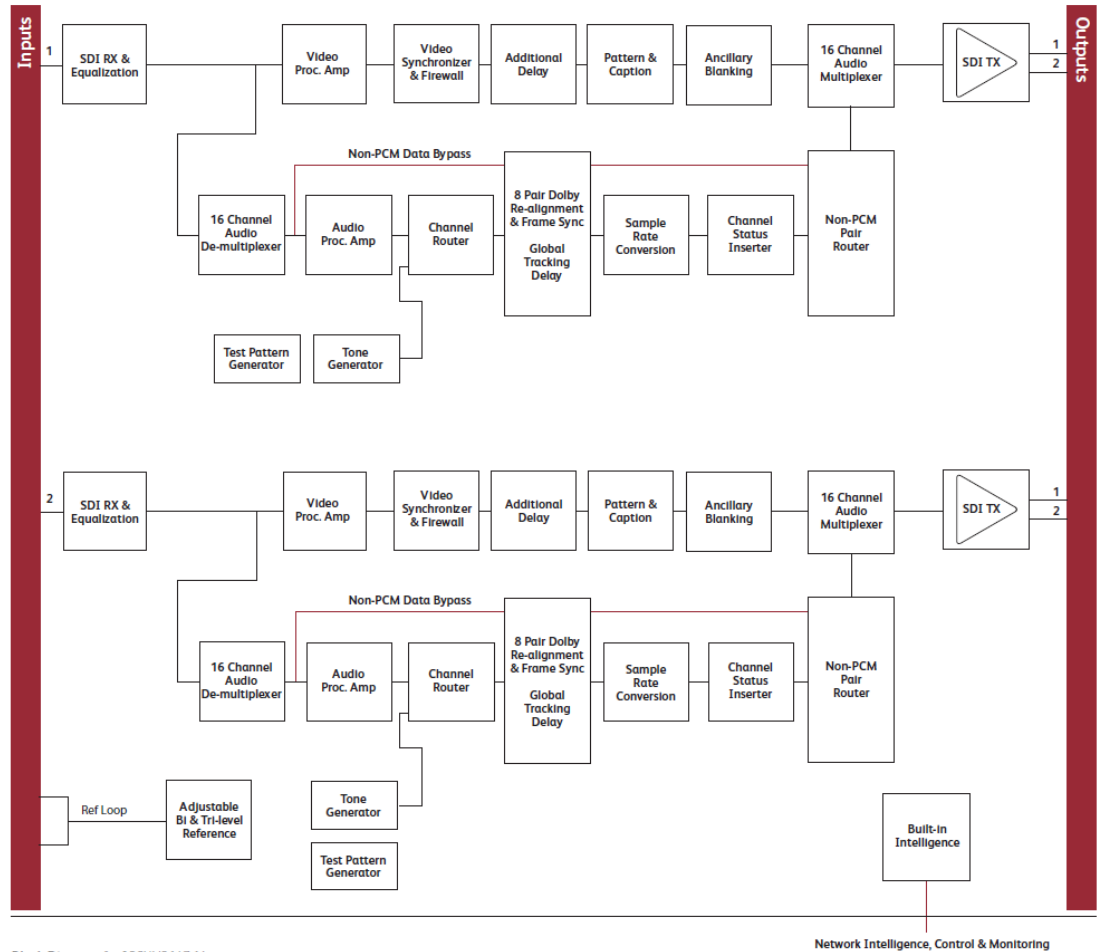 Inputs
Outputs
1
SDI RX &
Equalization
Video
Proc. Amp
Video
Synchronizer
& Firewall
Additional
Delay
Pattern &
Caption
Ancillary
Blanking
16 Channel
Audio
Multiplexer
SDI TX
1
2
Non-PCM Data Bypass
16 Channel
Audio
De-multiplexer
Audio
Proc. Amp
Channel
Router
8 Pair Dolby
Re-alignment
& Frame Sync
Global
Tracking
Delay
Sample
Rate
Conversion
Channel
Status
Inserter
Non-PCM
Pair
Router
Test Pattern
Generator
Tone
Generator
2
SDI RX &
Equalization
Video
Proc. Amp
Video
Synchronizer
& Firewall
Additional
Delay
Pattern &
Caption
Ancillary
Blanking
16 Channel
Audio
Multiplexer
SDI TX
1
2
Non-PCM Data Bypass
16 Channel
Audio
De-multiplexer
Audio
Proc. Amp
Channel
Router
8 Pair Dolby
Re-alignment
& Frame Sync
Global
Tracking
Delay
Sample
Rate
Conversion
Channel
Status
Inserter
Non-PCM
Pair
Router
Ref Loop
Adjustable
Bi & Tri-level
Reference
Tone
Generator
Test Pattern
Generator
Built-in
Intelligence
Network Intelligence, Control & Monitoring